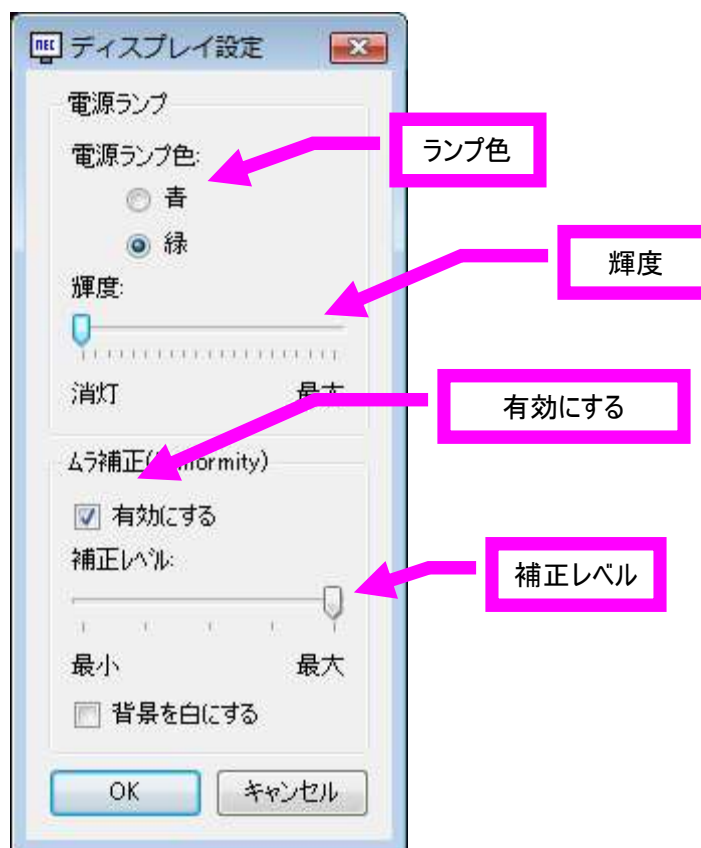 NEC ディスプレイ設定
電源ランプ
電源ランプ色:
ランプ色
青
緑
輝度:
輝度
消灯
最大
有効にする
ムラ補正(Uniformity)
有効にする
補正レベル:
補正レベル
最小
最大
背景を白にする
OK
キャンセル